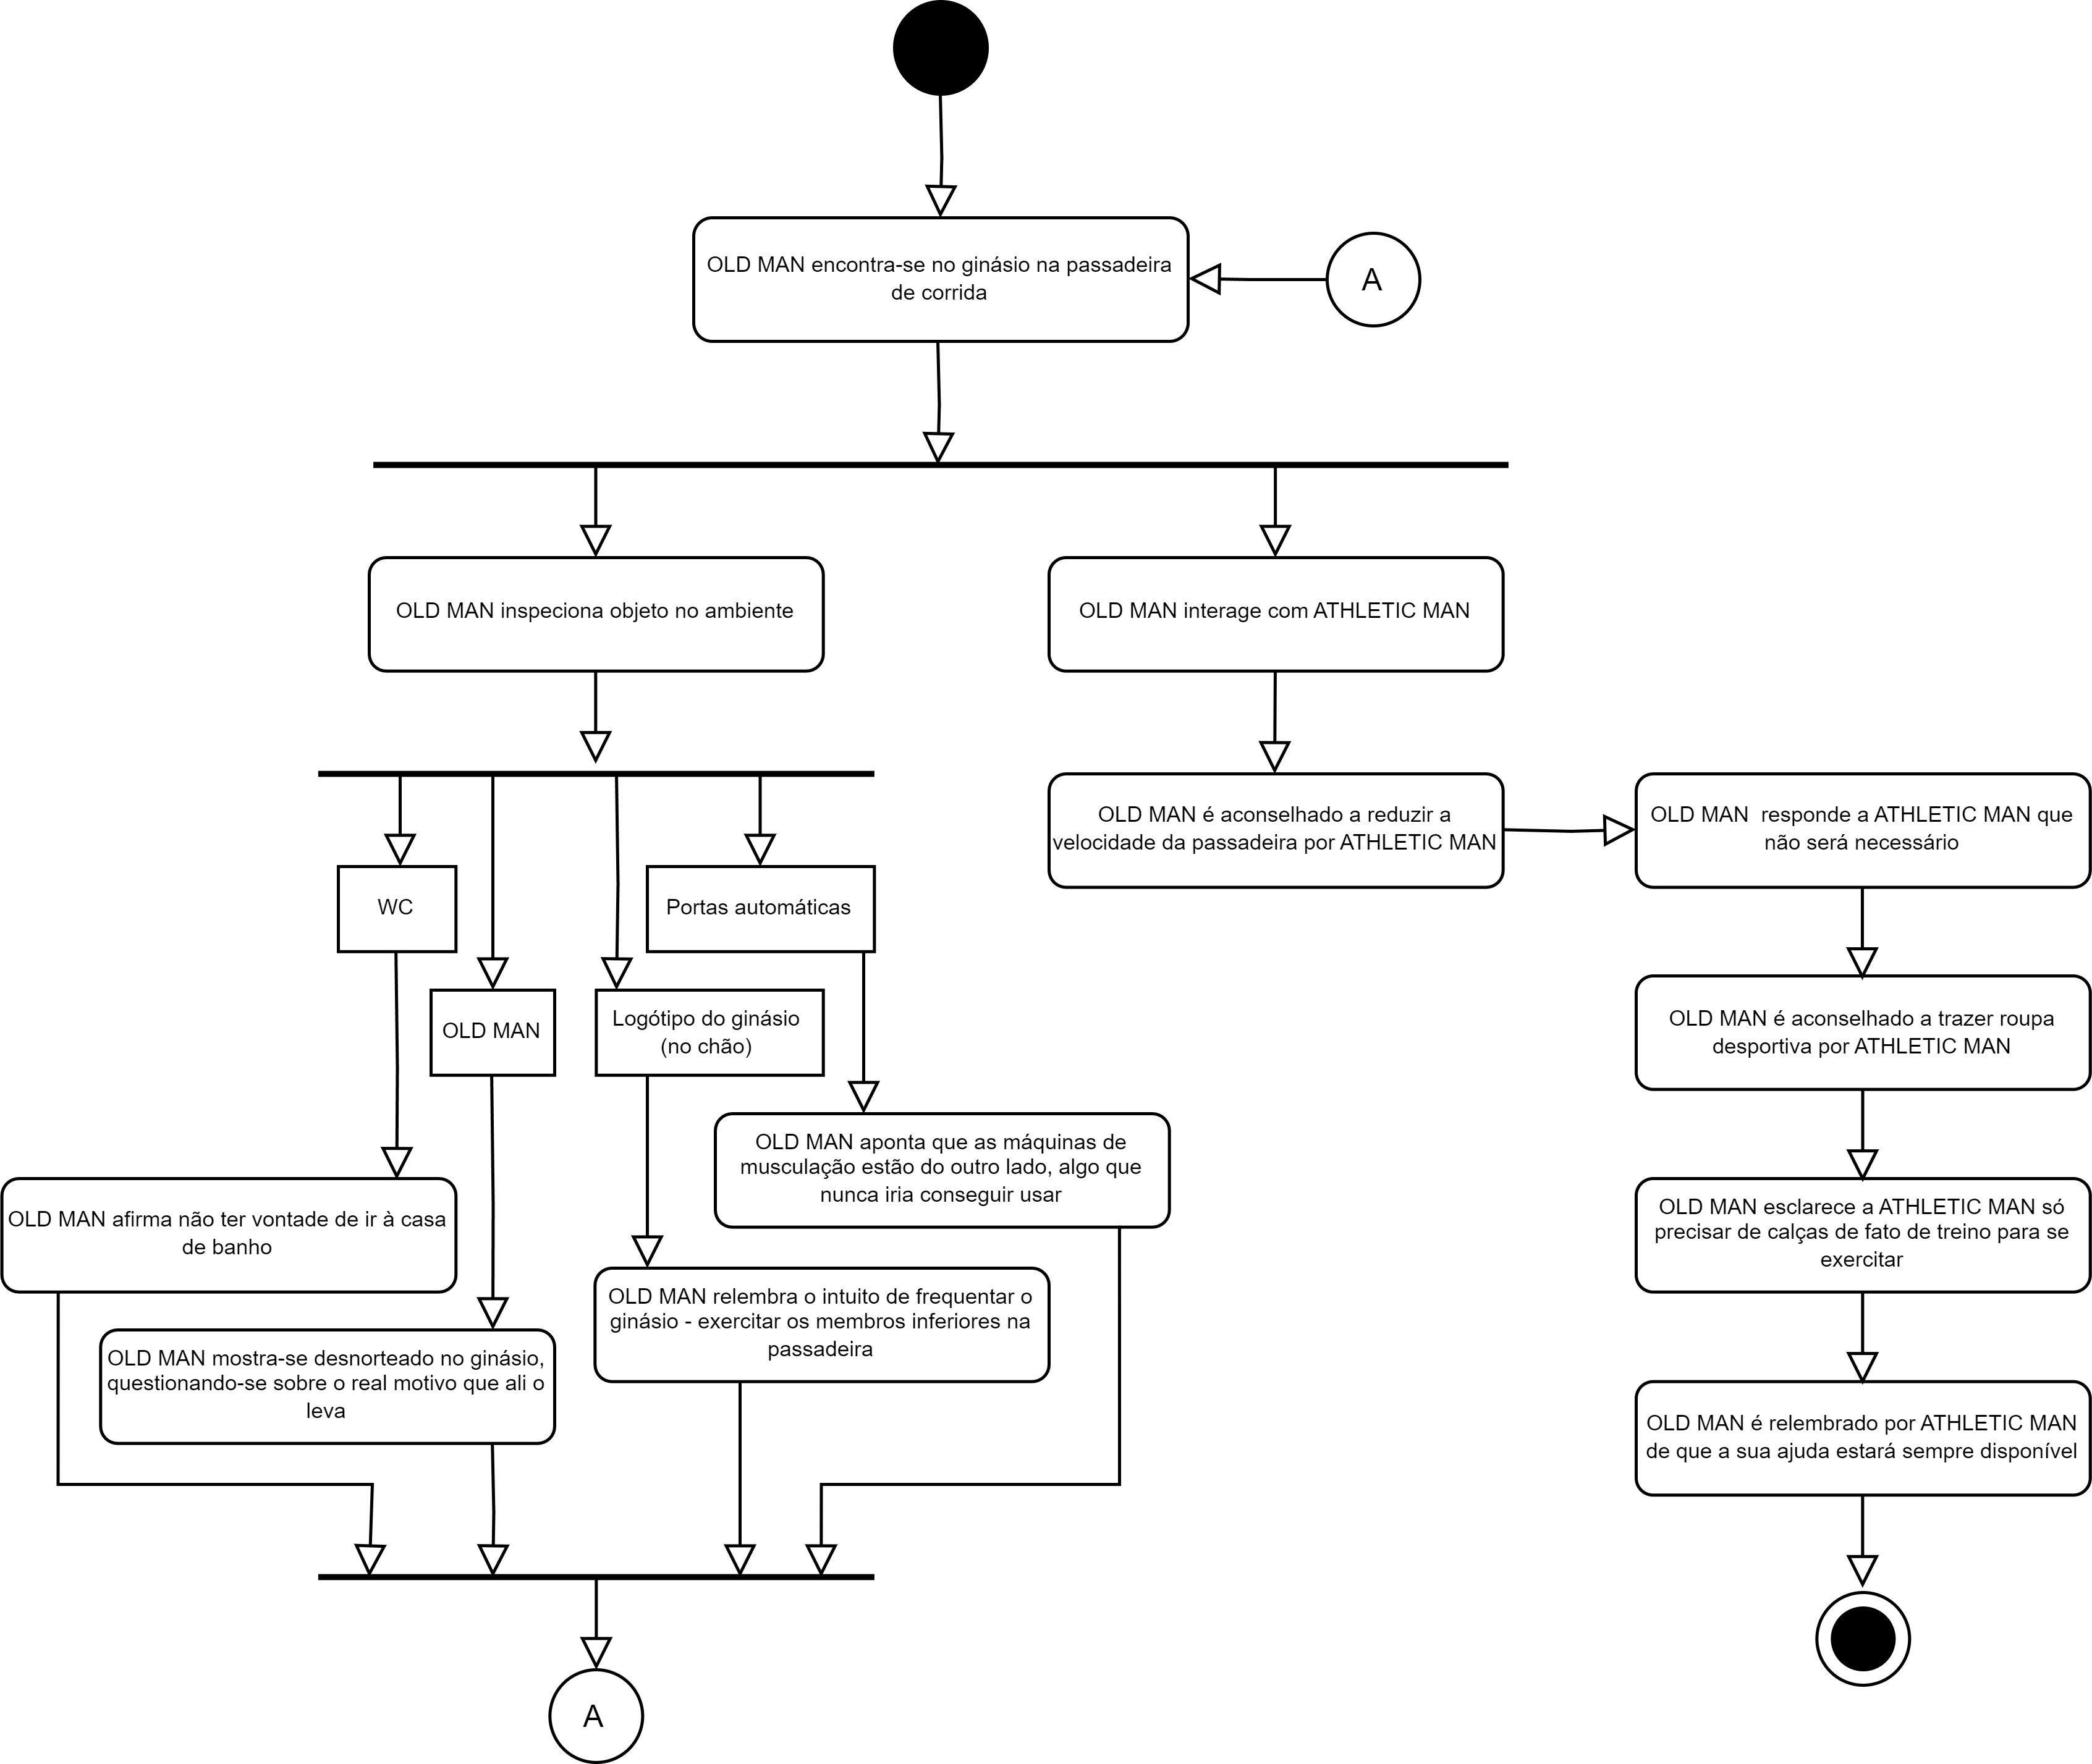 OLD MAN encontra-se no ginásio na passadeira
de corrida
A
OLD MAN inspeciona objeto no ambiente
OLD MAN interage com ATHLETIC MAN
OLD MAN é aconselhado a reduzir a
velocidade da passadeira por ATHLETIC MAN
OLD MAN  responde a ATHLETIC MAN que
não será necessário
WC
Portas automáticas
OLD MAN
Logótipo do ginásio
(no chão)
OLD MAN é aconselhado a trazer roupa
desportiva por ATHLETIC MAN
OLD MAN aponta que as máquinas de
musculação estão do outro lado, algo que
nunca iria conseguir usar
OLD MAN afirma não ter vontade de ir à casa
de banho
OLD MAN esclarece a ATHLETIC MAN só
precisar de calças de fato de treino para se
exercitar
OLD MAN relembra o intuito de frequentar o
ginásio - exercitar os membros inferiores na
passadeira
OLD MAN mostra-se desnorteado no ginásio,
questionando-se sobre o real motivo que ali o
leva
OLD MAN é relembrado por ATHLETIC MAN
de que a sua ajuda estará sempre disponível
A